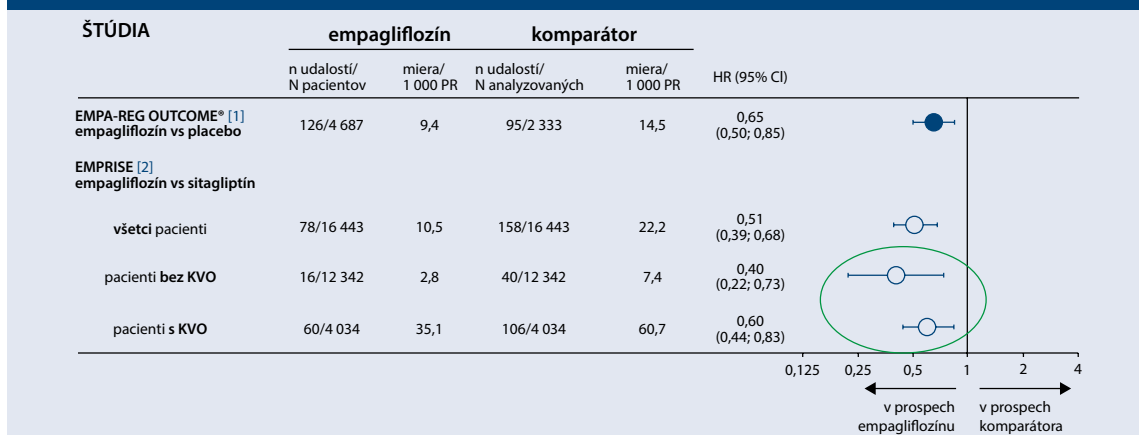 ŠTÚDIA
empagliflozín
komparátor
n udalostí/
N pacientov
miera/
1 000 PR
n udalostí/
N analyzovaných
miera/
1 000 PR
HR (95% CI)
EMPA-REG OUTCOME® [1]
empagliflozín vs placebo
126/4 687
9,4
95/2 333
14,5
0,65
(0,50; 0,85)
EMPRISE [2]
empagliflozín vs sitagliptín
všetci pacienti
78/16 443
10,5
158/16 443
22,2
0,51
(0,39; 0,68)
pacienti bez KVO
16/12 342
2,8
40/12 342
7,4
0,40
(0,22; 0,73)
pacienti s KVO
60/4 034
35,1
106/4 034
60,7
0,60
(0,44; 0,83)
0,125 0,25 0,5 1 2 4
v prospech
empagliflozínu
v prospech
komparátora